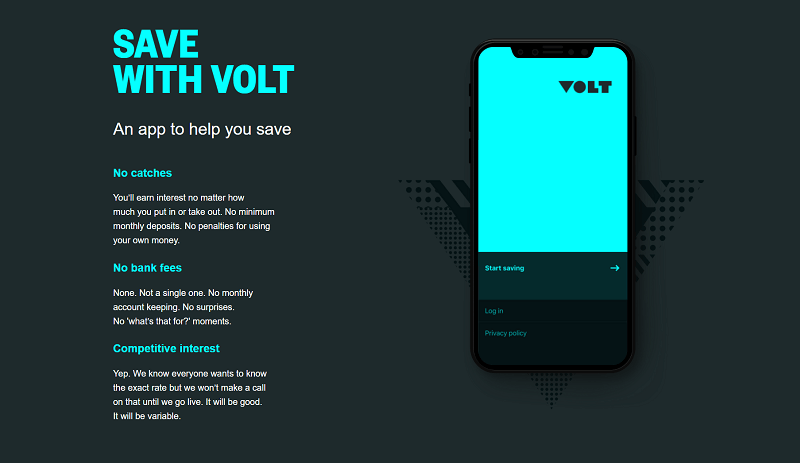 SAVE
WITH VOLT
An app to help you save
No catches
You'll earn interest no matter how
much you put in or take out. No minimum
monthly deposits. No penalties for using
your own money.
No bank fees
None. Not a single one. No monthly
account keeping. No surprises.
No 'what's that for?' moments.
Competitive interest
Yep. We know everyone wants to know
the exact rate but we won't make a call
on that until we go live. It will be good.
It will be variable.
VOLT
Start saving
Log in
Privacy policy